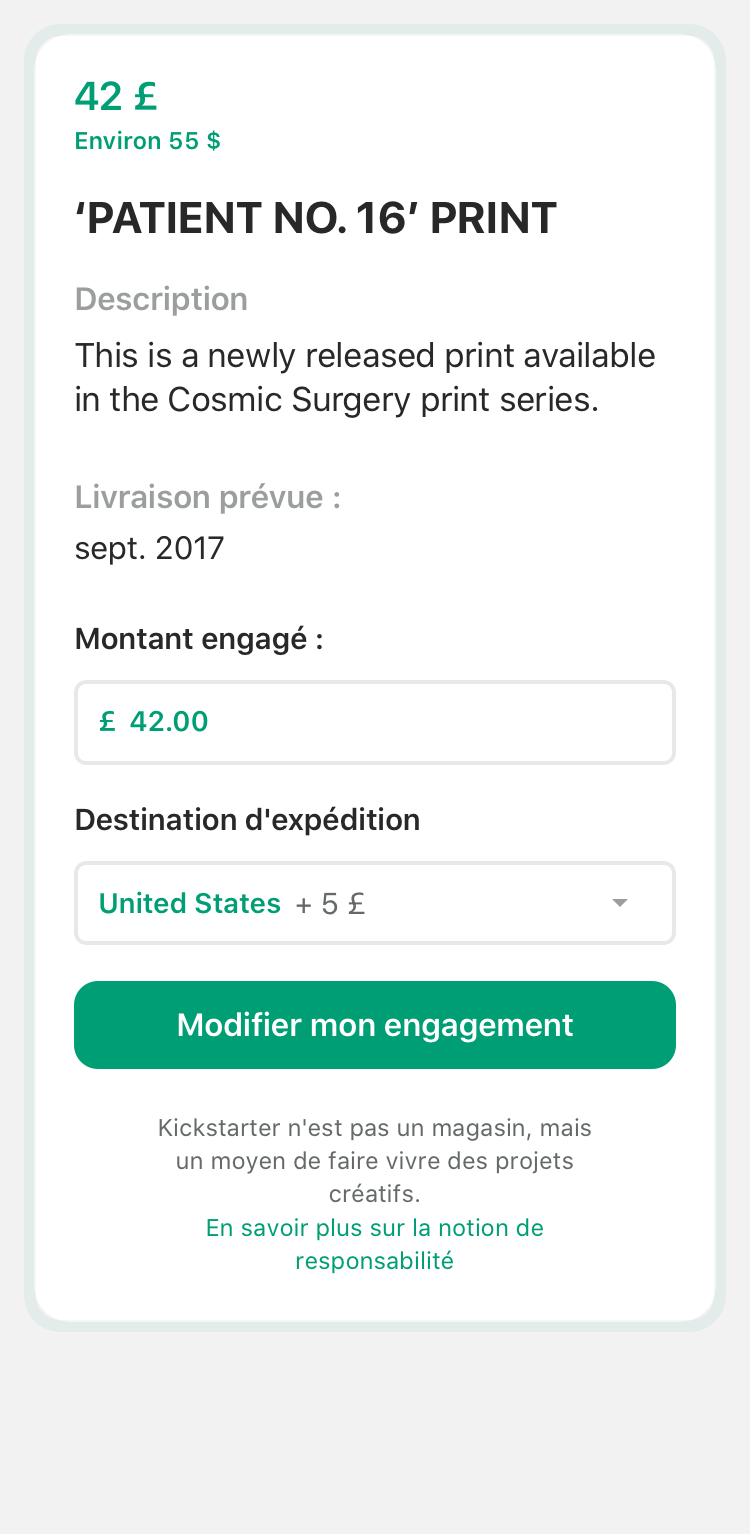 42 £
Environ 55 $
‘PATIENT NO. 16’ PRINT
Description
This is a newly released print available
in the Cosmic Surgery print series.
Livraison prévue :
sept. 2017
Montant engagé :
£ 42.00
Destination d'expédition
United States + 5 £
Modifier mon engagement
Kickstarter n'est pas un magasin, mais
un moyen de faire vivre des projets
créatifs.
En savoir plus sur la notion de
responsabilité